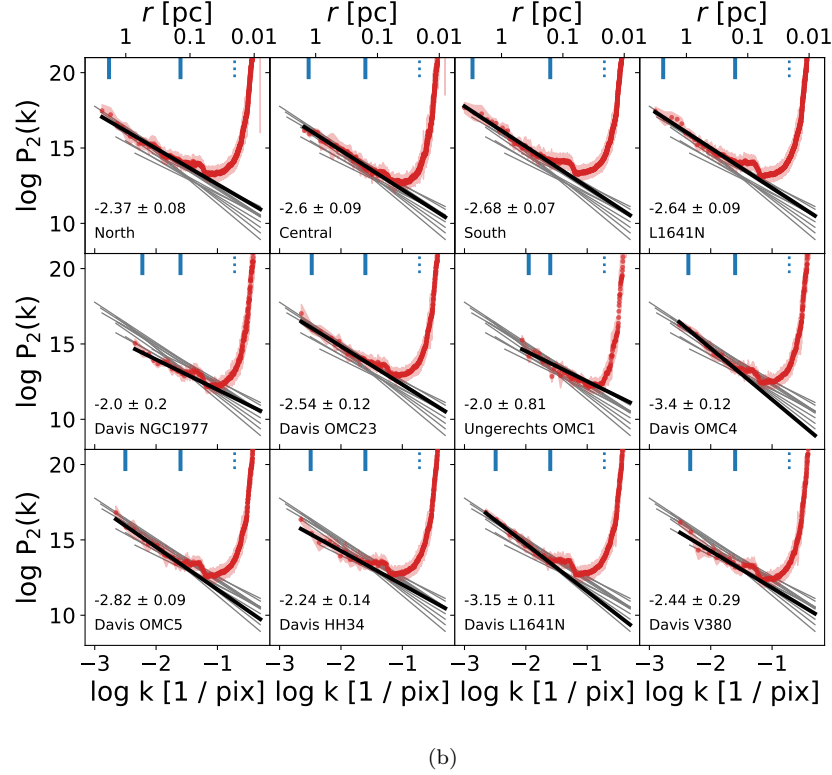 r [pc] r [pc] r [pc] r [pc]
1 0.1 0.01 1 0.1 0.01 1 0.1 0.01 1 0.1 0.01
log P2(k)
20
15
10
-2.37 ± 0.08
North
-2.6 ± 0.09
Central
-2.68 ± 0.07
South
-2.64 ± 0.09
L1641N
log P2(k)
20
15
10
-2.0 ± 0.2
Davis NGC1977
-2.54 ± 0.12
Davis OMC23
-2.0 ± 0.81
Ungerechts OMC1
-3.4 ± 0.12
Davis OMC4
log P2(k)
20
15
10
-2.82 ± 0.09
Davis OMC5
-2.24 ± 0.14
Davis HH34
-3.15 ± 0.11
Davis L1641N
-2.44 ± 0.29
Davis V380
−3 −2 −1 −3 −2 −1 −3 −2 −1 −3 −2 −1
log k [1 / pix] log k [1 / pix] log k [1 / pix] log k [1 / pix]
(b)